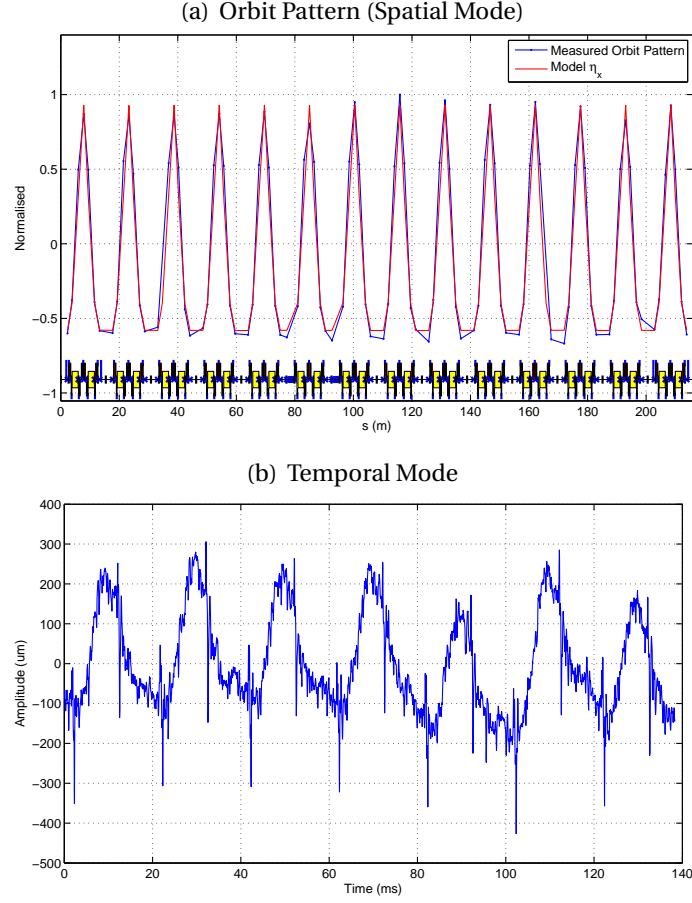 (a) Orbit Pattern (Spatial Mode)
Measured Orbit Pattern
Model ηx
1
0.5
0
−0.5
−1
Normalised
0 20 40 60 80 100 120 140 160 180 200
s (m)
(b) Temporal Mode
400
300
200
100
0
−100
−200
−300
−400
−500
Amplitude (um)
0 20 40 60 80 100 120 140
Time (ms)